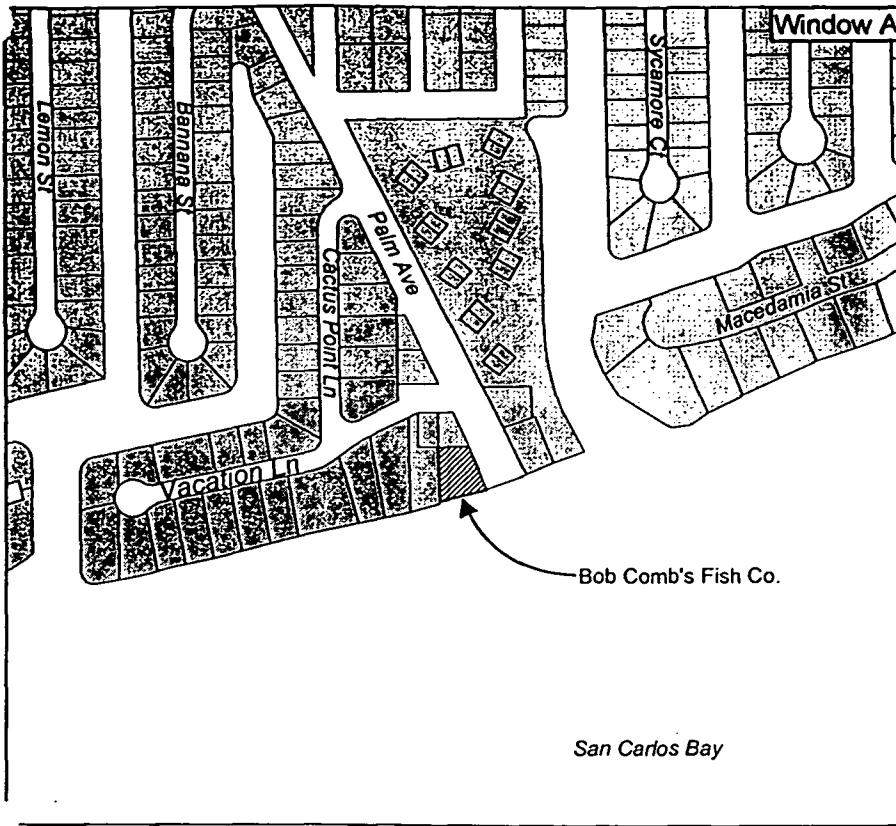 Window A
Lemon St
Bannana St
Sycamore Ct
Palm Ave
Cactus Point Ln
Macedamia St
Vacation Ln
Bob Comb's Fish Co.
San Carlos Bay